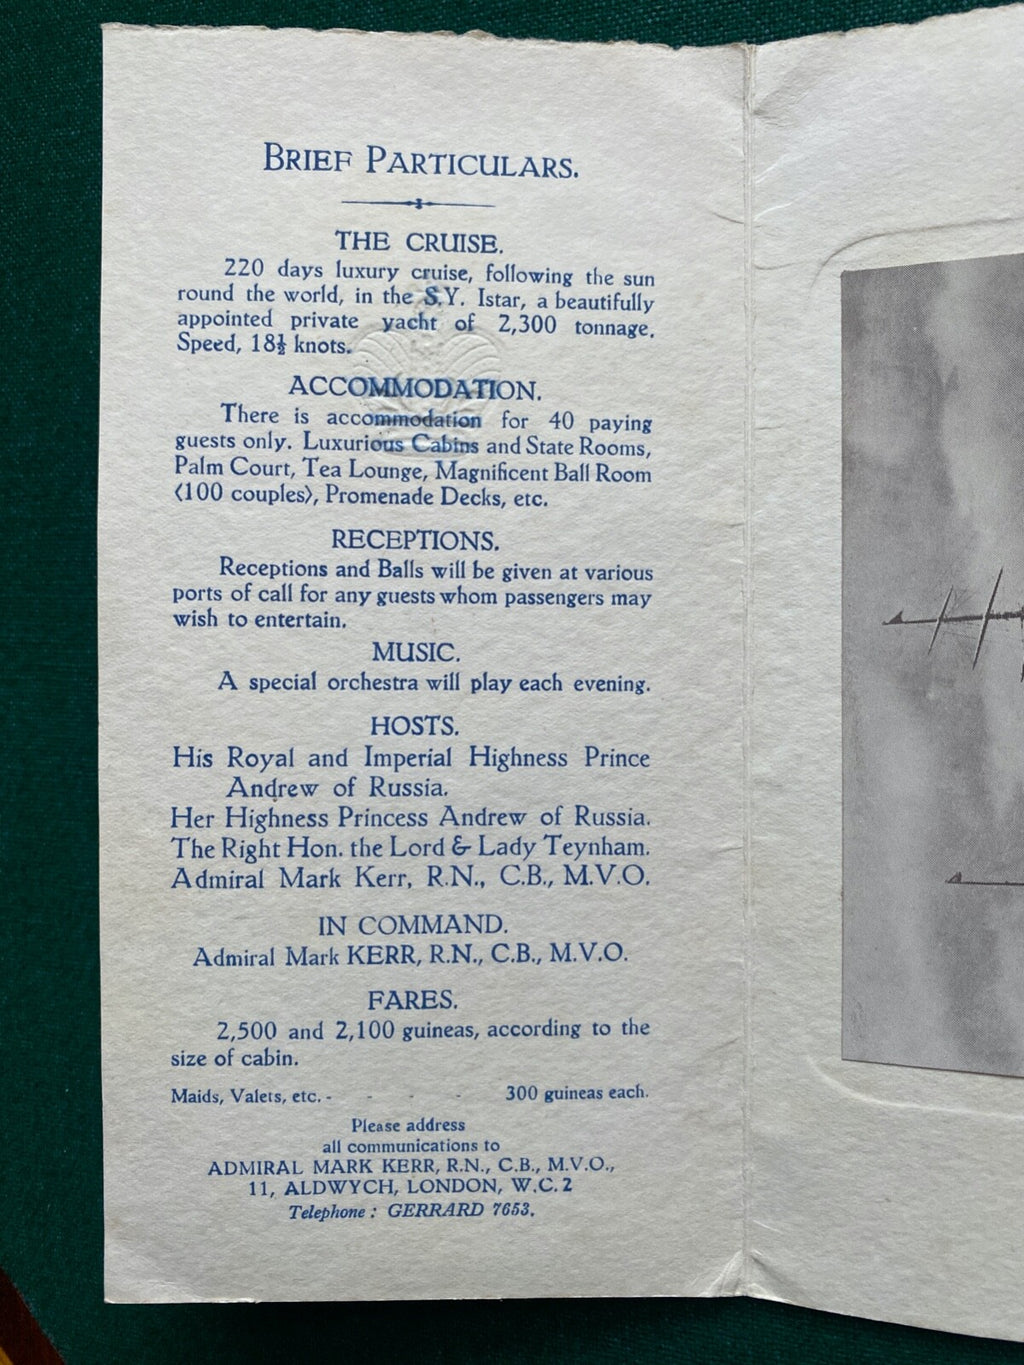 BRIEF PARTICULARS.
THE CRUISE.
220 days luxury cruise, following the sun
round the world, in the S.Y. Istar, a beautifully
appointed private yacht of 2,300 tonnage.
Speed, 18½ knots.
ACCOMMODATION.
There is accommodation for 40 paying
guests only. Luxurious Cabins and State Rooms,
Palm Court, Tea Lounge, Magnificent Ball Room
(100 couples), Promenade Decks, etc.
RECEPTIONS.
Receptions and Balls will be given at various
ports of call for any guests whom passengers may
wish to entertain.
MUSIC.
A special orchestra will play each evening.
HOSTS.
His Royal and Imperial Highness Prince
Andrew of Russia.
Her Highness Princess Andrew of Russia.
The Right Hon. the Lord & Lady Teynham.
Admiral Mark Kerr, R.N., C.B., M.V.O.
IN COMMAND.
Admiral Mark KERR, R.N., C.B., M.V.O.
FARES.
2,500 and 2,100 guineas, according to the
size of cabin.
Maids, Valets, etc. - - - - 300 guineas each.
Please address
all communications to
ADMIRAL MARK KERR, R.N., C.B., M.V.O.,
11, ALDWYCH, LONDON, W.C.2
Telephone : GERRARD 7653.